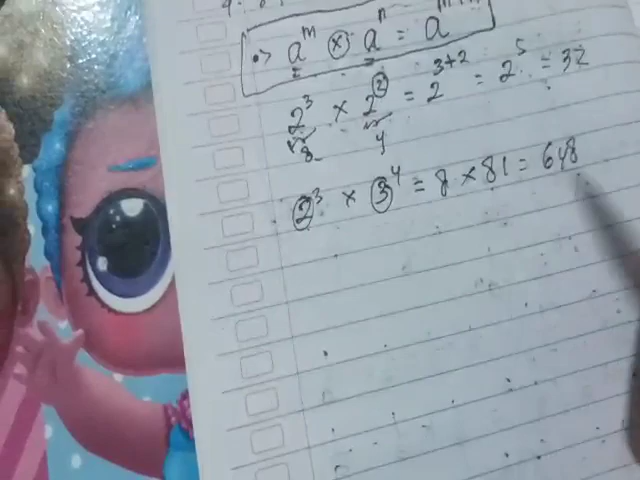 •> a^m ⊗ a^n = a^m+n
2^3 × 2^2 = 2^3+2 = 2^5 = 32
8 4
2^3 × 3^4 = 8 × 81 = 648